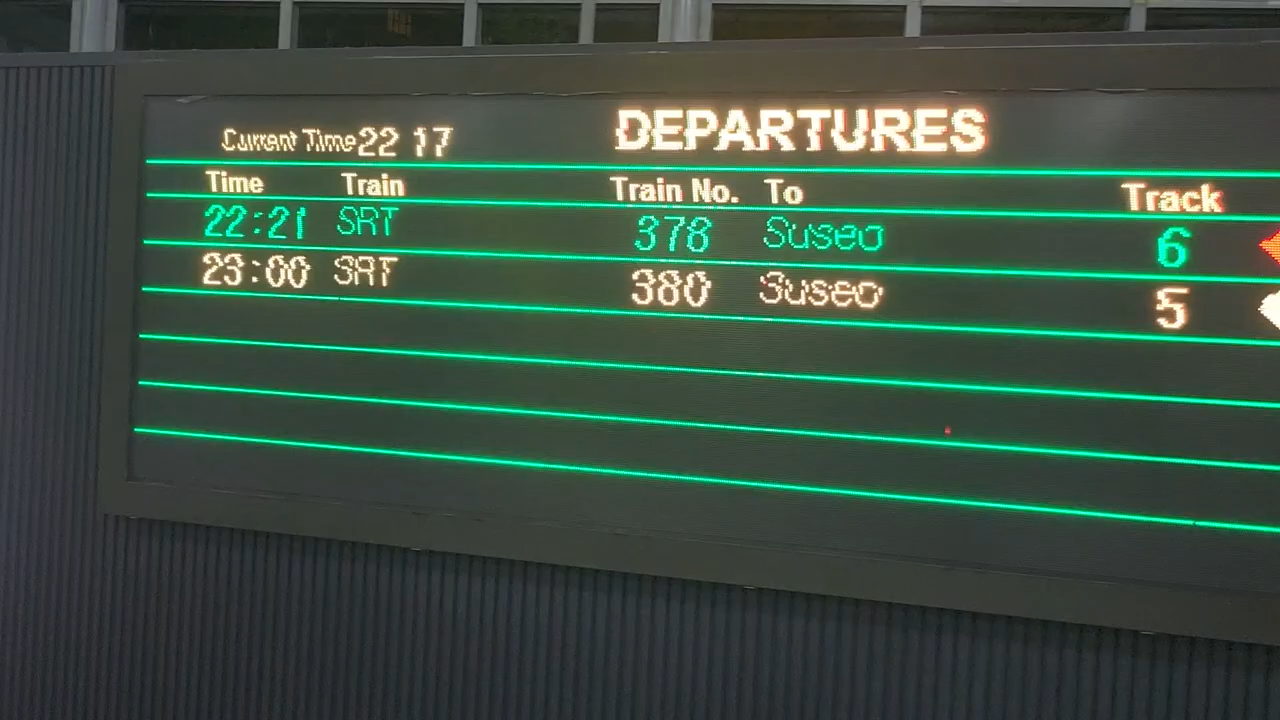 DEPARTURES
Current Time 22 17
Time Train Train No. To Track
22:21 SRT 378 Suseo 6
23:00 SRT 380 Suseo 5